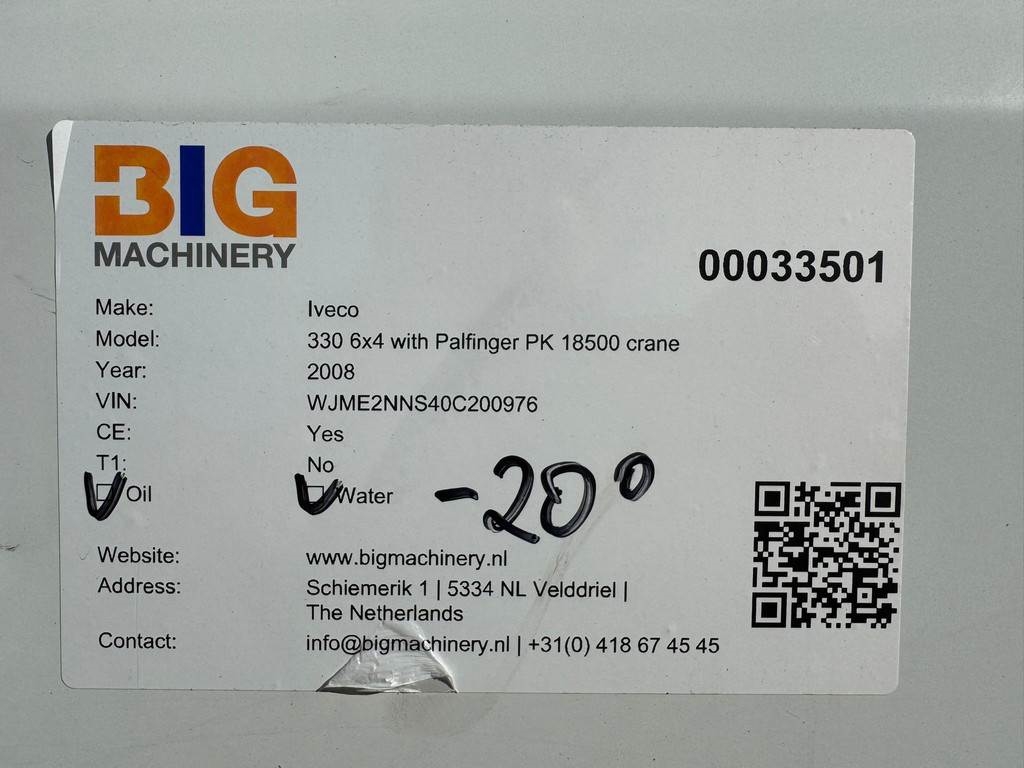 BIG
MACHINERY
00033501
Make: Iveco
Model: 330 6x4 with Palfinger PK 18500 crane
Year: 2008
VIN: WJME2NNS40C200976
CE: Yes
T1: No
Oil Water -20°
Website: www.bigmachinery.nl
Address: Schiemerik 1 | 5334 NL Velddriel |
The Netherlands
Contact: info@bigmachinery.nl | +31(0) 418 67 45 45